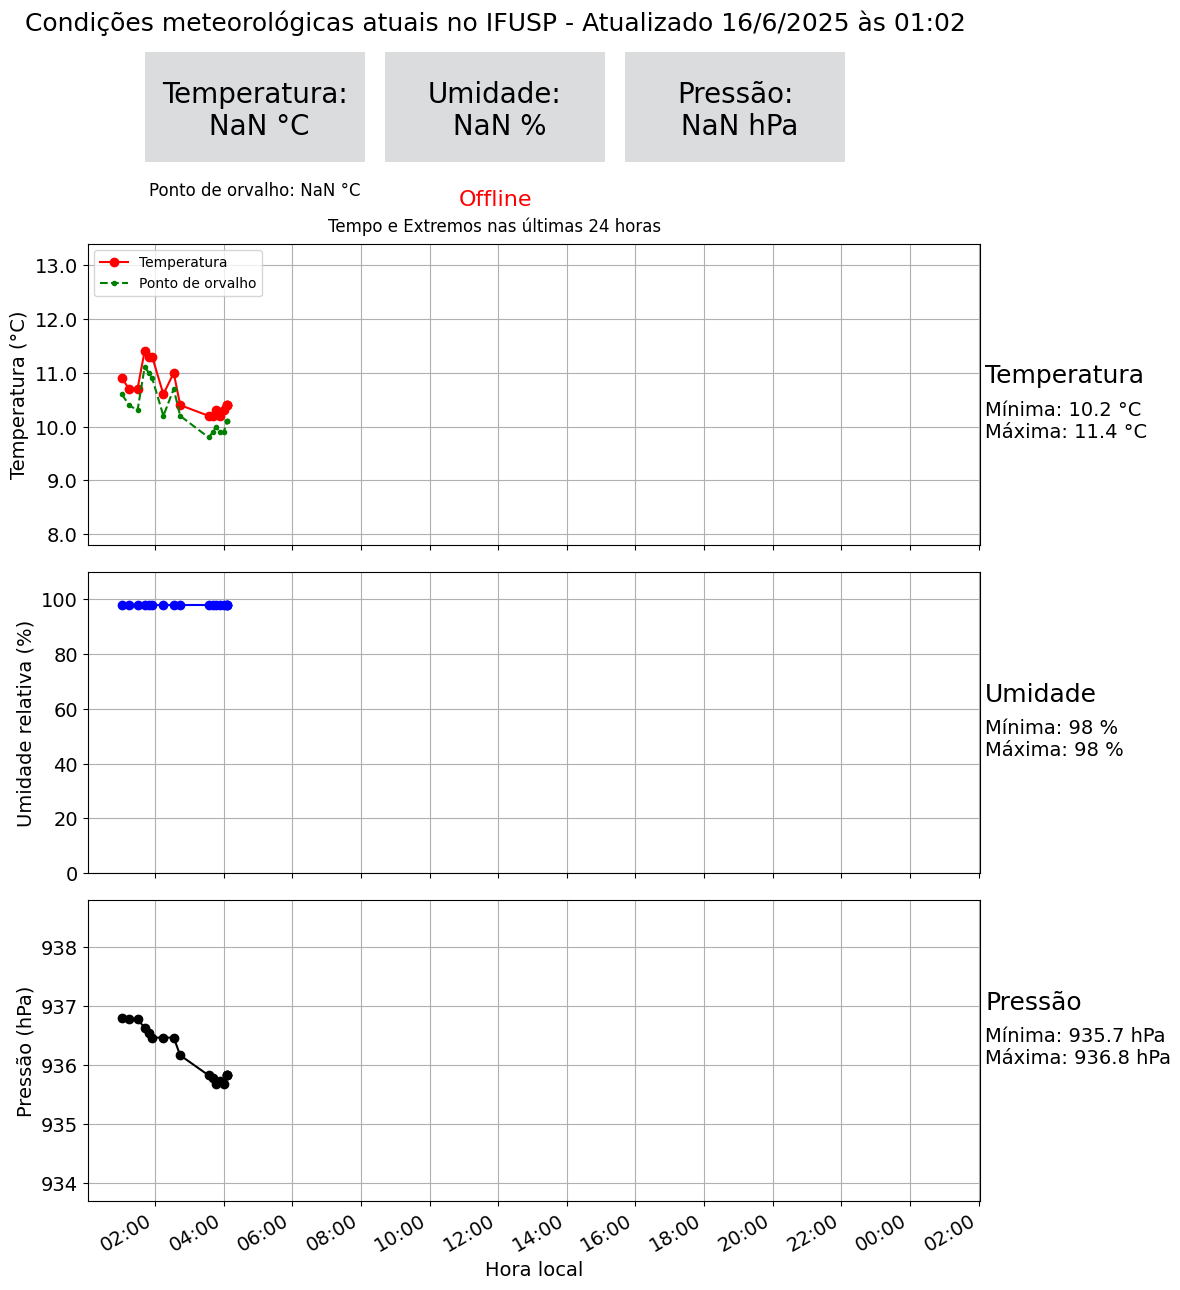 Condições meteorológicas atuais no IFUSP - Atualizado 16/6/2025 às 01:02
Temperatura:
NaN °C
Umidade:
NaN %
Pressão:
NaN hPa
Ponto de orvalho: NaN °C
Offline
Tempo e Extremos nas últimas 24 horas
Temperatura
Ponto de orvalho
Temperatura (°C)
13.0
12.0
11.0
10.0
9.0
8.0
Temperatura
Mínima: 10.2 °C
Máxima: 11.4 °C
Umidade relativa (%)
100
80
60
40
20
0
Umidade
Mínima: 98 %
Máxima: 98 %
Pressão (hPa)
938
937
936
935
934
Pressão
Mínima: 935.7 hPa
Máxima: 936.8 hPa
02:00 04:00 06:00 08:00 10:00 12:00 14:00 16:00 18:00 20:00 22:00 00:00 02:00
Hora local